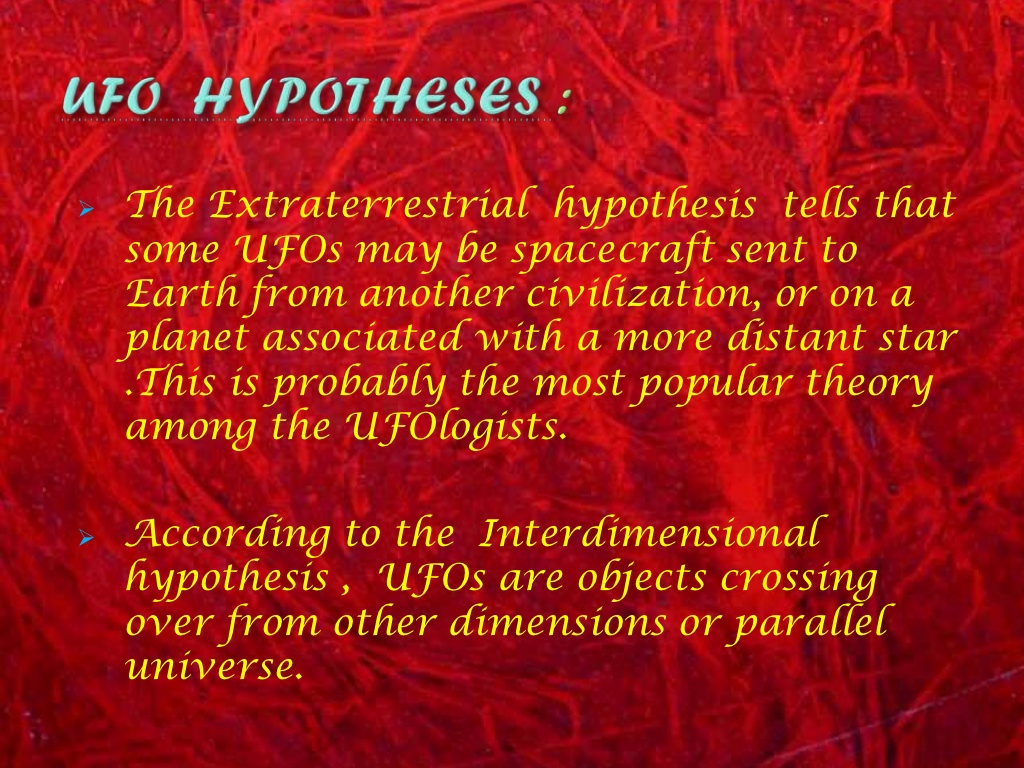 UFO HYPOTHESES :
The Extraterrestrial hypothesis tells that
some UFOs may be spacecraft sent to
Earth from another civilization, or on a
planet associated with a more distant star
.This is probably the most popular theory
among the UFOlogists.
According to the Interdimensional
hypothesis , UFOs are objects crossing
over from other dimensions or parallel
universe.